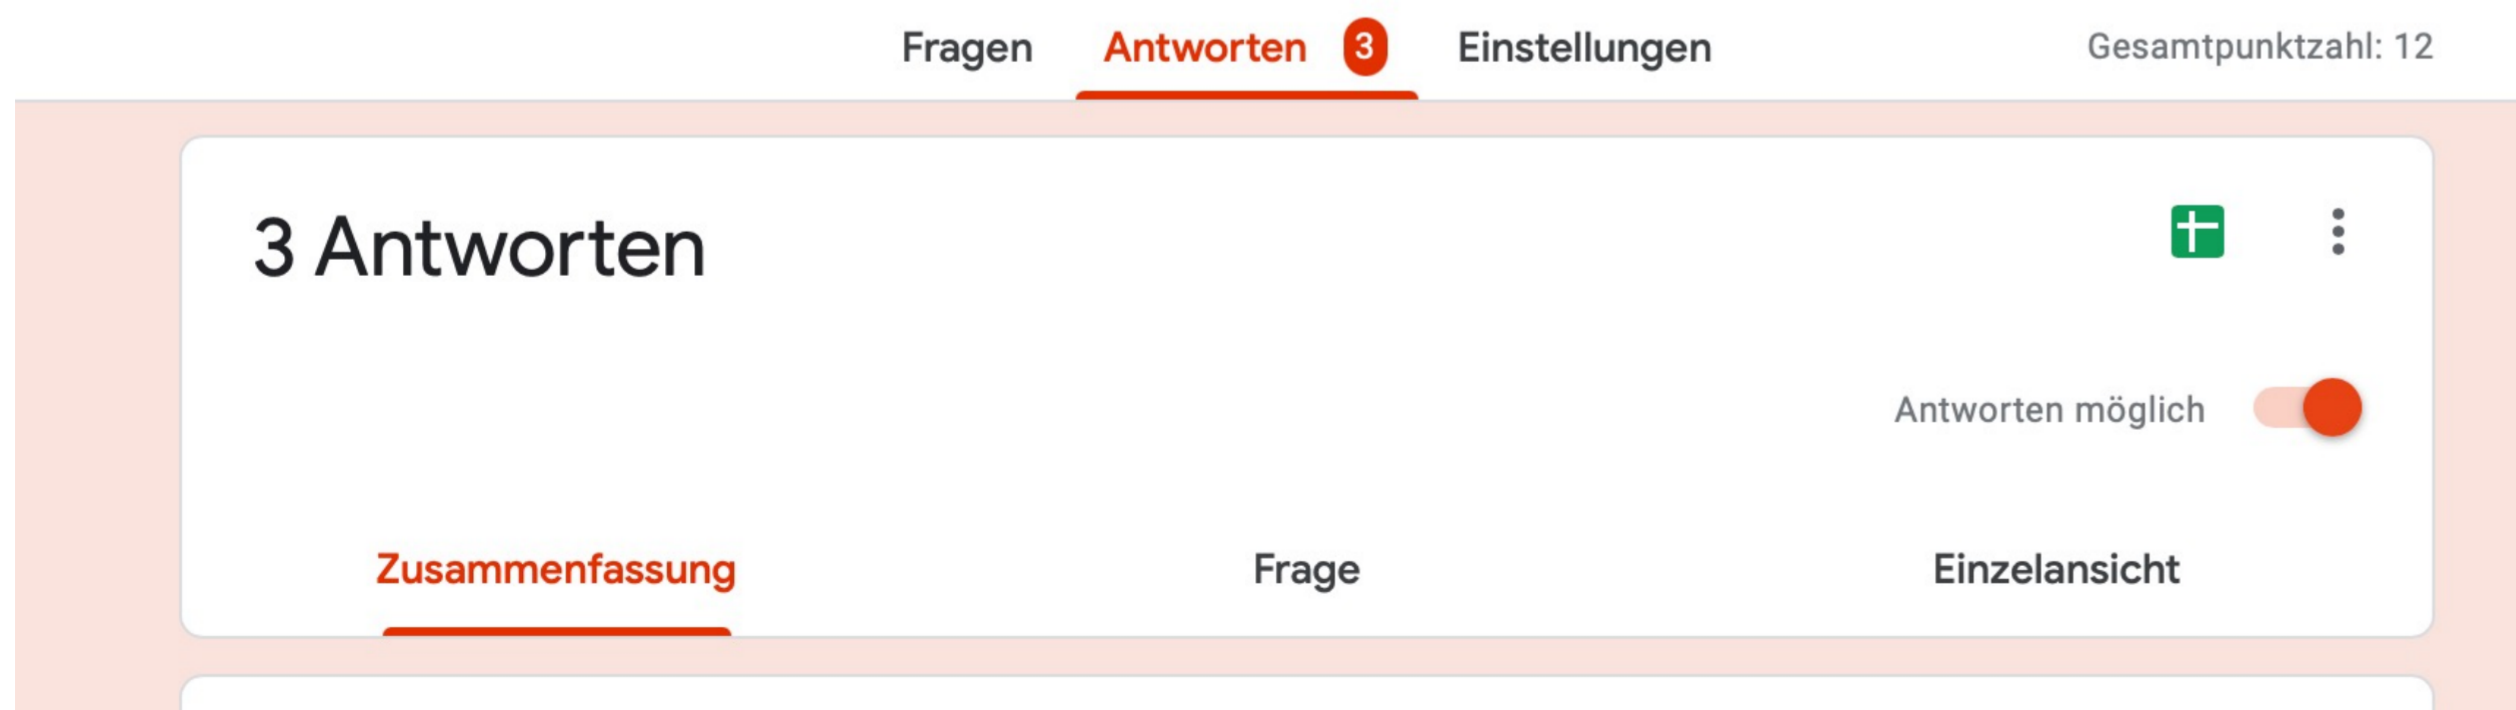 Fragen Antworten 3 Einstellungen Gesamtpunktzahl: 12
3 Antworten
Antworten möglich
Zusammenfassung Frage Einzelansicht